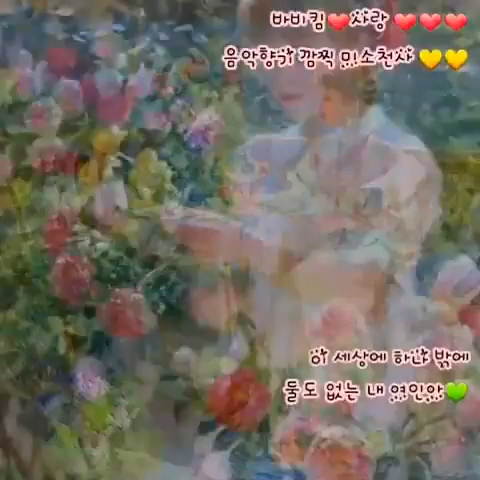 바비킴❤️사랑 ❤️❤️❤️
음악향기 깜찍 미소천사 💛💛
이 세상에 하나 밖에
둘도 없는 내 연인아💚